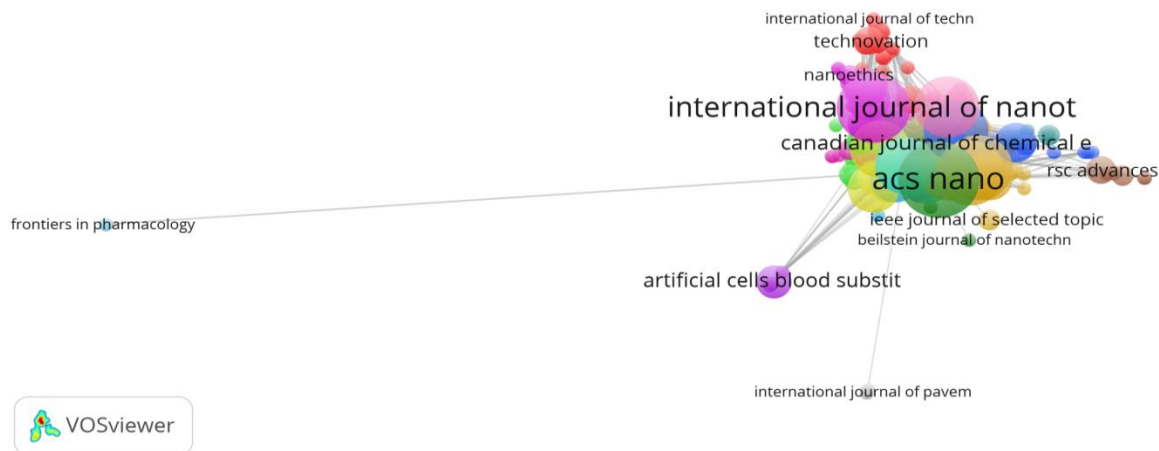 international journal of techn
technovation
nanoethics
international journal of nanot
canadian journal of chemical e
acs nano
rsc advances
ieee journal of selected topic
frontiers in pharmacology
beilstein journal of nanotechn
artificial cells blood substit
international journal of pavem
VOSviewer